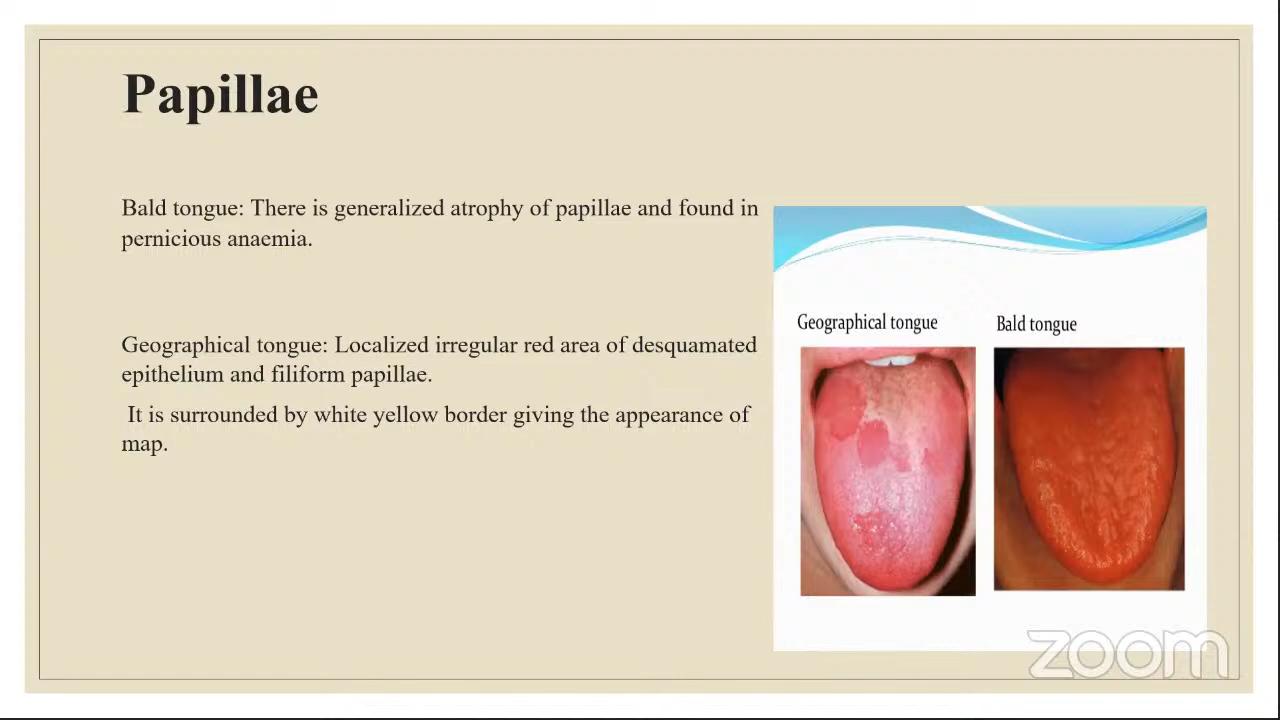 Papillae
Bald tongue: There is generalized atrophy of papillae and found in
pernicious anaemia.
Geographical tongue: Localized irregular red area of desquamated
epithelium and filiform papillae.
It is surrounded by white yellow border giving the appearance of
map.
Geographical tongue
Bald tongue
zoom